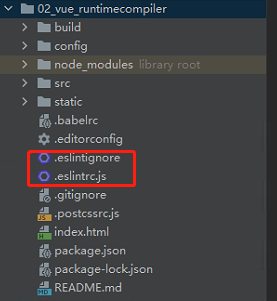 02_vue_runtimecompiler
build
config
node_modules library root
src
static
.babelrc
.editorconfig
.eslintignore
.eslintrc.js
.gitignore
.postcssrc.js
index.html
package.json
package-lock.json
README.md